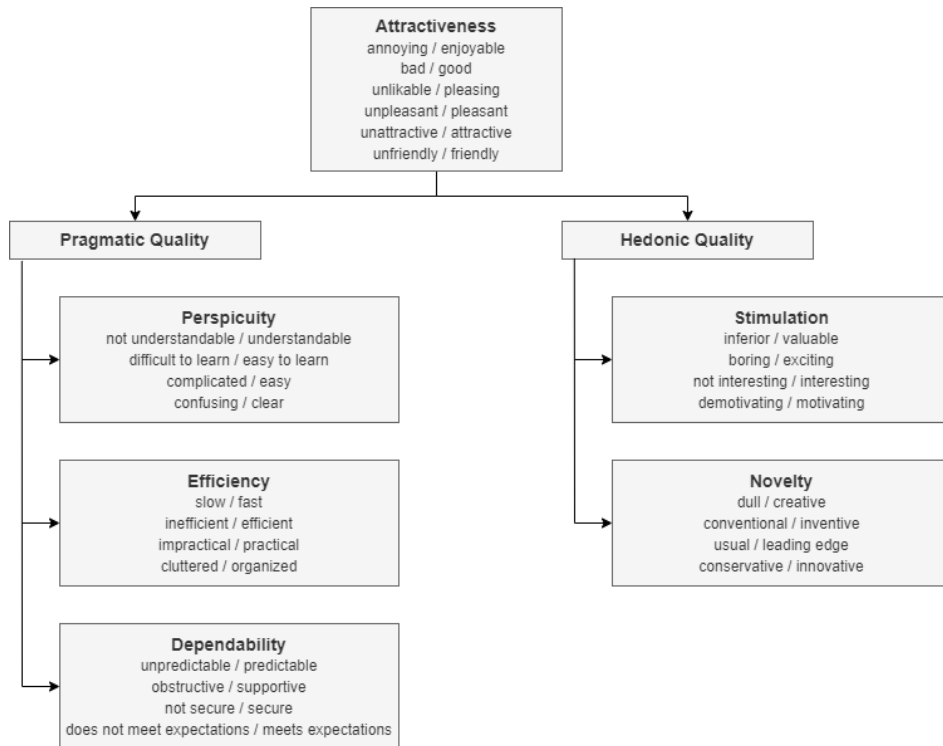 Attractiveness
annoying / enjoyable
bad / good
unlikable / pleasing
unpleasant / pleasant
unattractive / attractive
unfriendly / friendly
Pragmatic Quality
Perspicuity
not understandable / understandable
difficult to learn / easy to learn
complicated / easy
confusing / clear
Efficiency
slow / fast
inefficient / efficient
impractical / practical
cluttered / organized
Dependability
unpredictable / predictable
obstructive / supportive
not secure / secure
does not meet expectations / meets expectations
Hedonic Quality
Stimulation
inferior / valuable
boring / exciting
not interesting / interesting
demotivating / motivating
Novelty
dull / creative
conventional / inventive
usual / leading edge
conservative / innovative